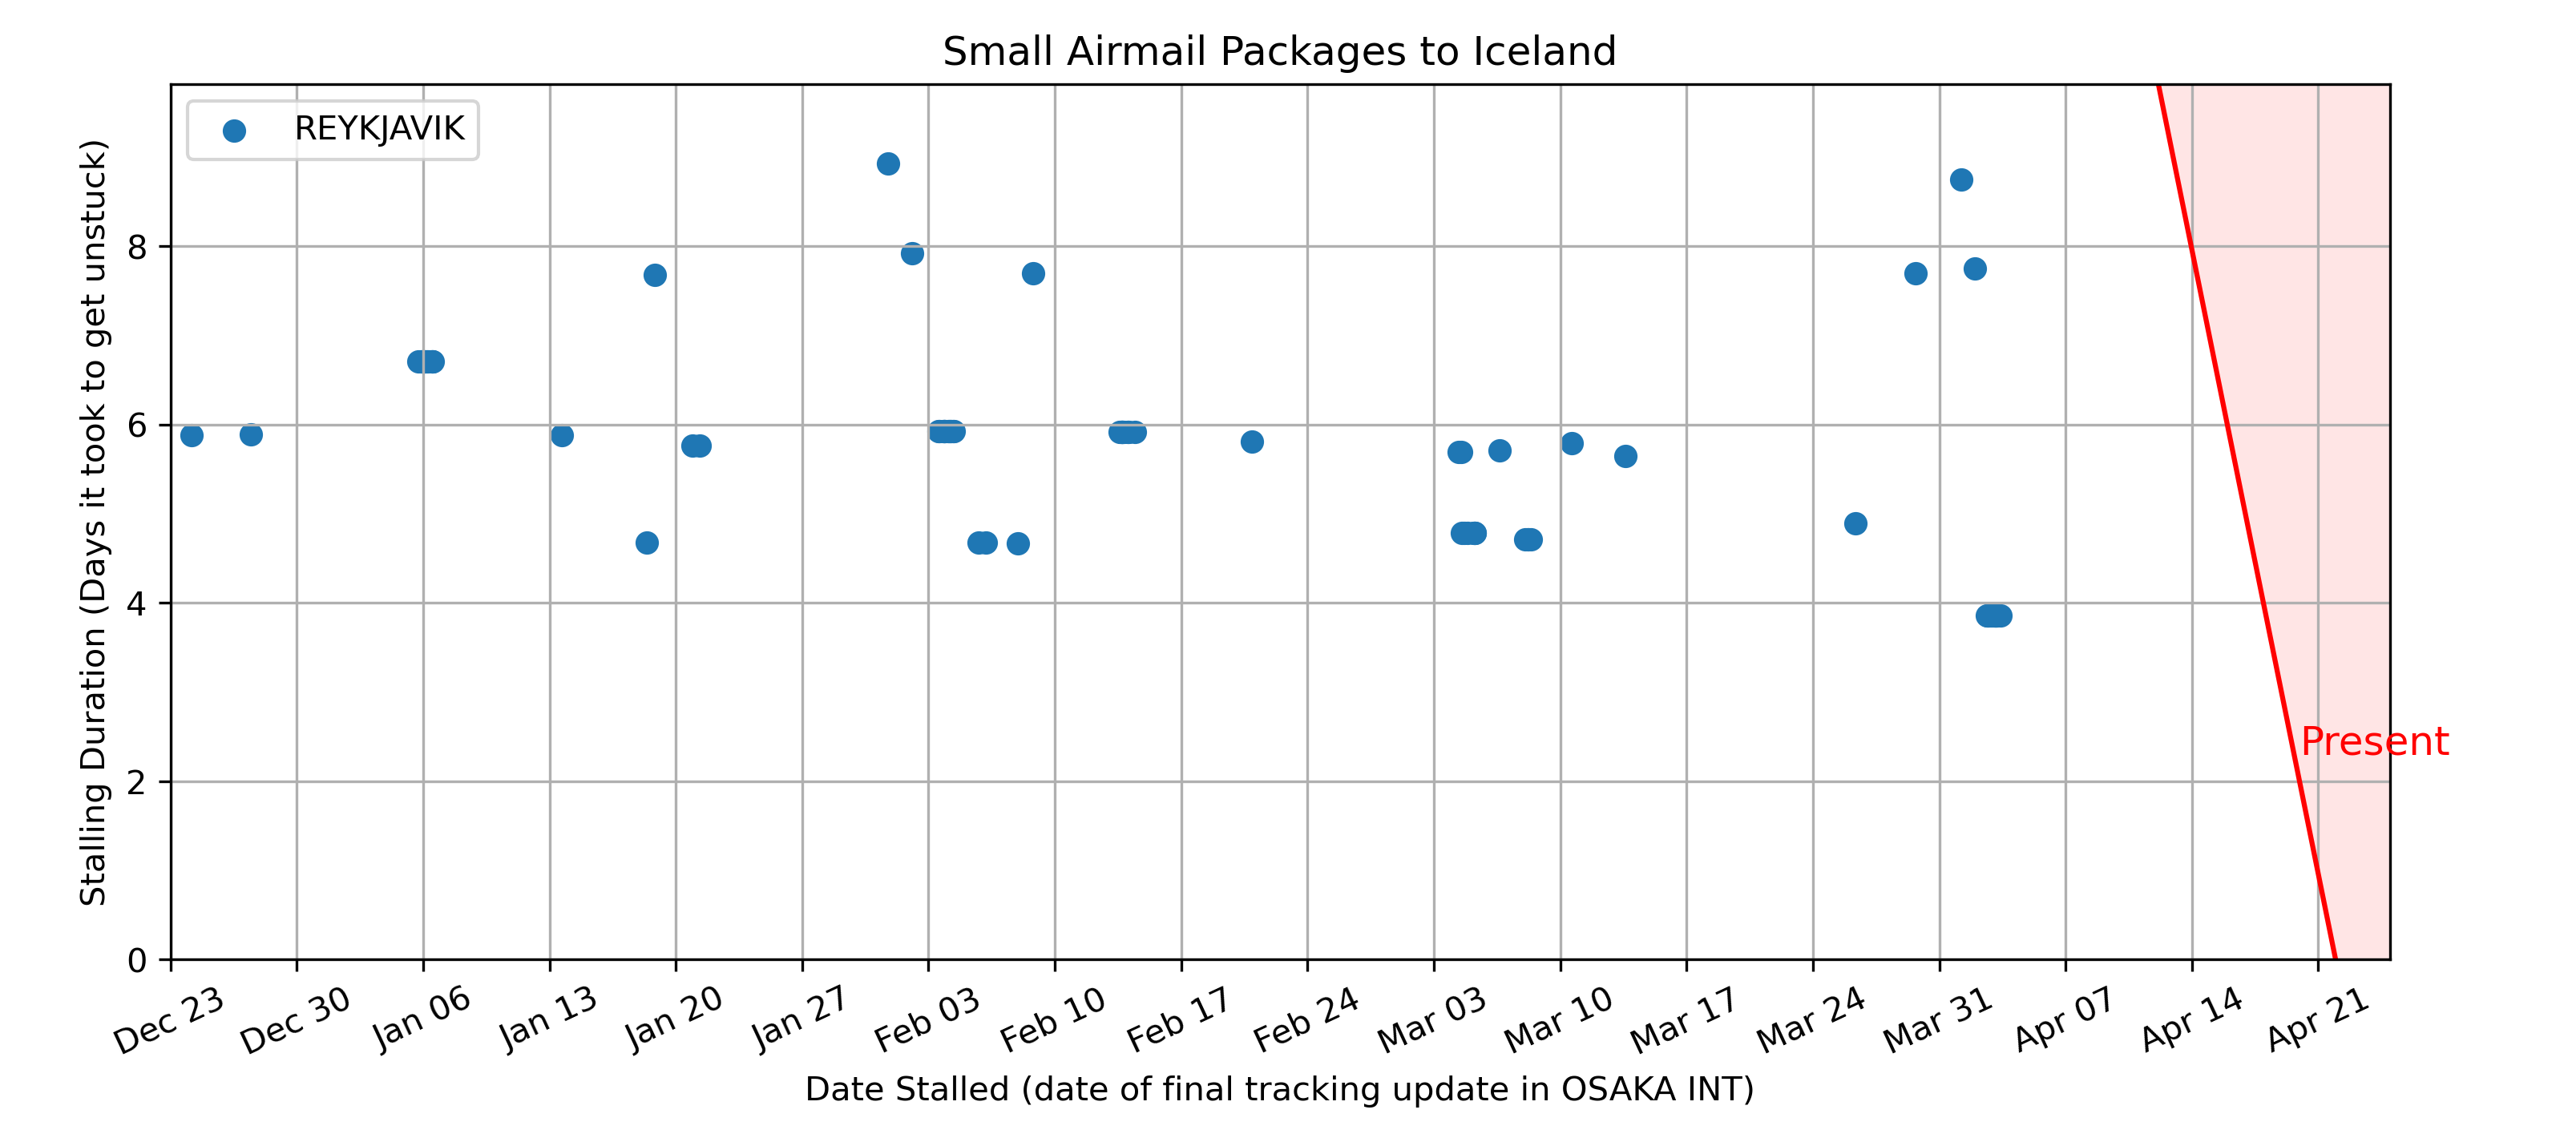 Small Airmail Packages to Iceland
REYKJAVIK
Stalling Duration (Days it took to get unstuck)
8
6
4
2
0
Present
Dec 23
Dec 30
Jan 06
Jan 13
Jan 20
Jan 27
Feb 03
Feb 10
Feb 17
Feb 24
Mar 03
Mar 10
Mar 17
Mar 24
Mar 31
Apr 07
Apr 14
Apr 21
Date Stalled (date of final tracking update in OSAKA INT)